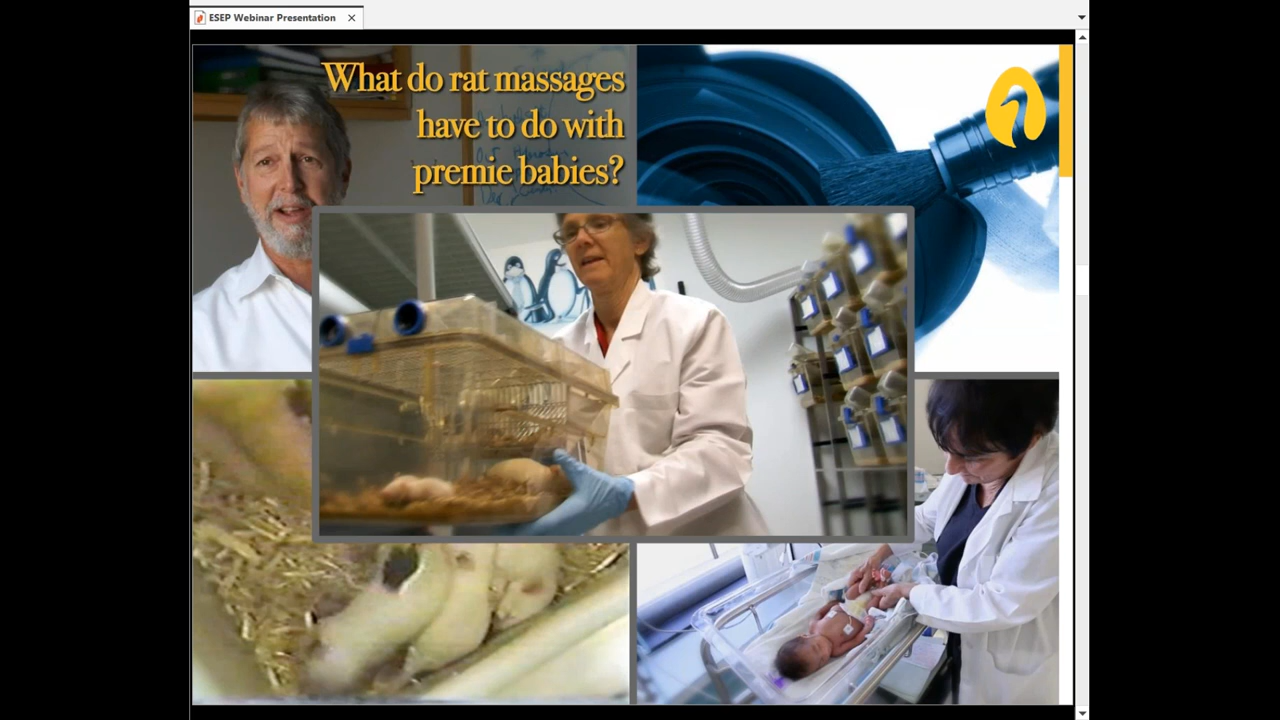 ESEP Webinar Presentation
What do rat massages
have to do with
premie babies?